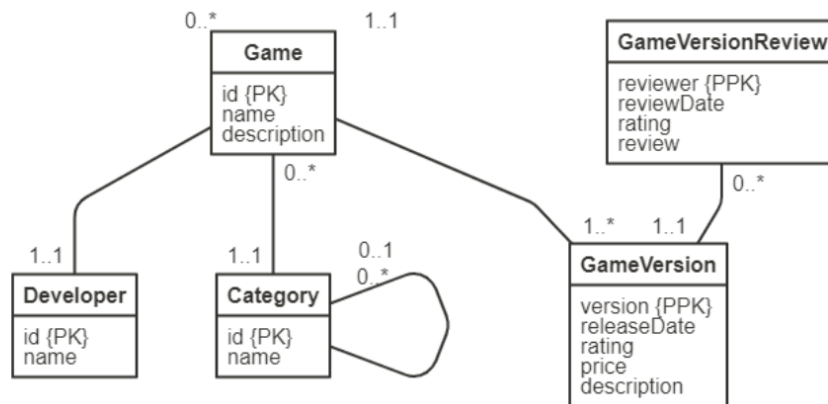 0..*
1..1
Game
id {PK}
name
description
GameVersionReview
reviewer {PPK}
reviewDate
rating
review
0..*
0..*
1..*
1..1
1..1
1..1
0..1
0..*
Developer
id {PK}
name
Category
id {PK}
name
GameVersion
version {PPK}
releaseDate
rating
price
description